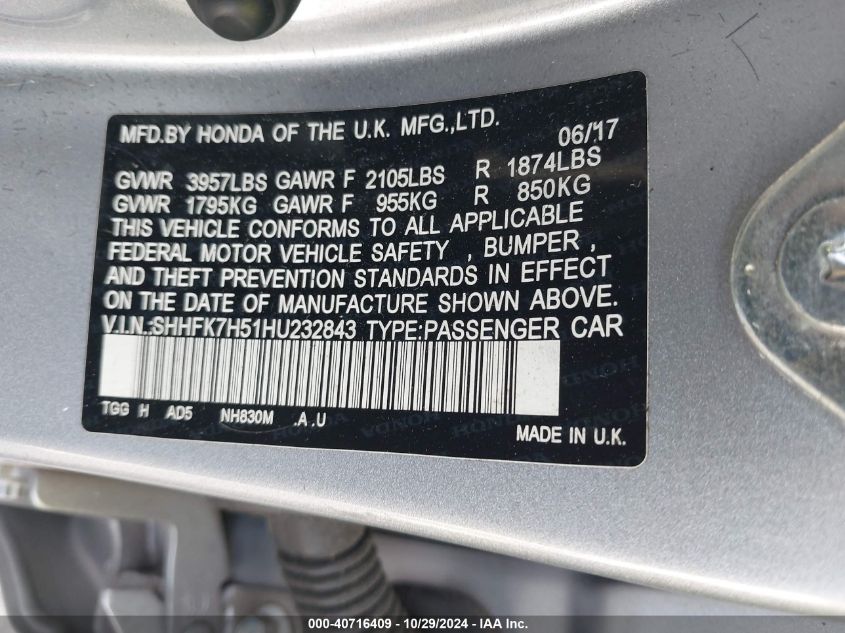 MFD.BY HONDA OF THE U.K. MFG.,LTD. 06/17
GVWR 3957LBS GAWR F 2105LBS R 1874LBS
GVWR 1795KG GAWR F 955KG R 850KG
THIS VEHICLE CONFORMS TO ALL APPLICABLE
FEDERAL MOTOR VEHICLE SAFETY , BUMPER ,
AND THEFT PREVENTION STANDARDS IN EFFECT
ON THE DATE OF MANUFACTURE SHOWN ABOVE.
V.I.N.:SHHFK7H51HU232843 TYPE:PASSENGER CAR
TGG H AD5 NH830M .A .U
MADE IN U.K.
000-40716409 - 10/29/2024 - IAA Inc.